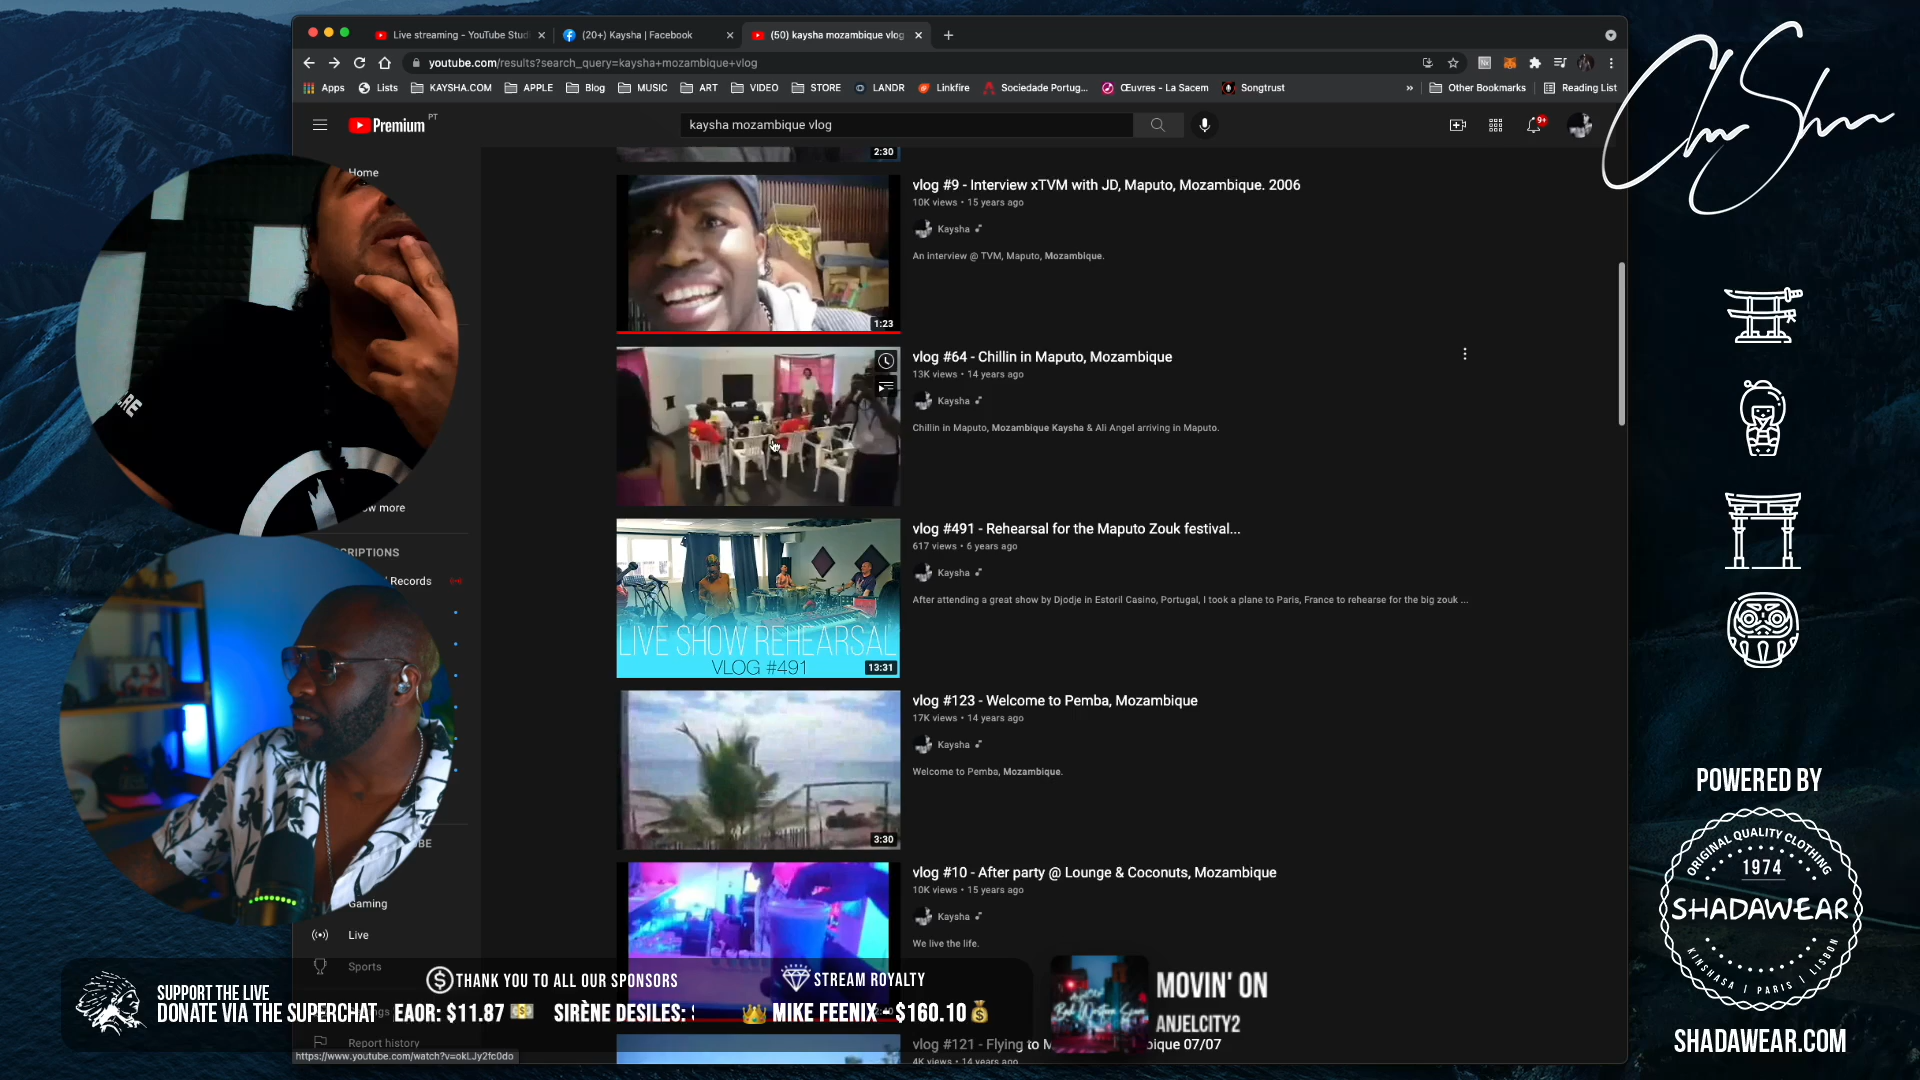 Live streaming - YouTube Stud
(20+) Kaysha | Facebook
(50) kaysha mozambique vlog
youtube.com/results?search_query=kaysha+mozambique+vlog
Apps
Lists
KAYSHA.COM
APPLE
Blog
MUSIC
ART
VIDEO
STORE
LANDR
Linkfire
Sociedade Portug...
Œuvres - La Sacem
Songtrust
»
Other Bookmarks
Reading List
Premium PT
kaysha mozambique vlog
9+
Home
2:30
vlog #9 - Interview xTVM with JD, Maputo, Mozambique. 2006
10K views • 15 years ago
Kaysha
An interview @ TVM, Maputo, Mozambique.
1:23
vlog #64 - Chillin in Maputo, Mozambique
13K views • 14 years ago
Kaysha
Chillin in Maputo, Mozambique Kaysha & Ali Angel arriving in Maputo.
ow more
CRIPTIONS
Records
vlog #491 - Rehearsal for the Maputo Zouk festival...
617 views • 6 years ago
Kaysha
After attending a great show by Djodje in Estoril Casino, Portugal, I took a plane to Paris, France to rehearse for the big zouk ...
LIVE SHOW REHEARSAL
VLOG #491
13:31
vlog #123 - Welcome to Pemba, Mozambique
17K views • 14 years ago
Kaysha
Welcome to Pemba, Mozambique.
3:30
BE
vlog #10 - After party @ Lounge & Coconuts, Mozambique
10K views • 15 years ago
Kaysha
We live the life.
Gaming
Live
Sports
Report history
vlog #121 - Flying to M
bique 07/07
4K views • 14 years ago
https://www.youtube.com/watch?v=okLJy2fc0do
SUPPORT THE LIVE
DONATE VIA THE SUPERCHAT
THANK YOU TO ALL OUR SPONSORS
EAOR: $11.87
SIRÈNE DESILES:
STREAM ROYALTY
MIKE FEENIX - $160.10
MOVIN' ON
ANJELCITY2
POWERED BY
ORIGINAL QUALITY CLOTHING
1974
SHADAWEAR
KINSHASA | PARIS | LISBON
SHADAWEAR.COM